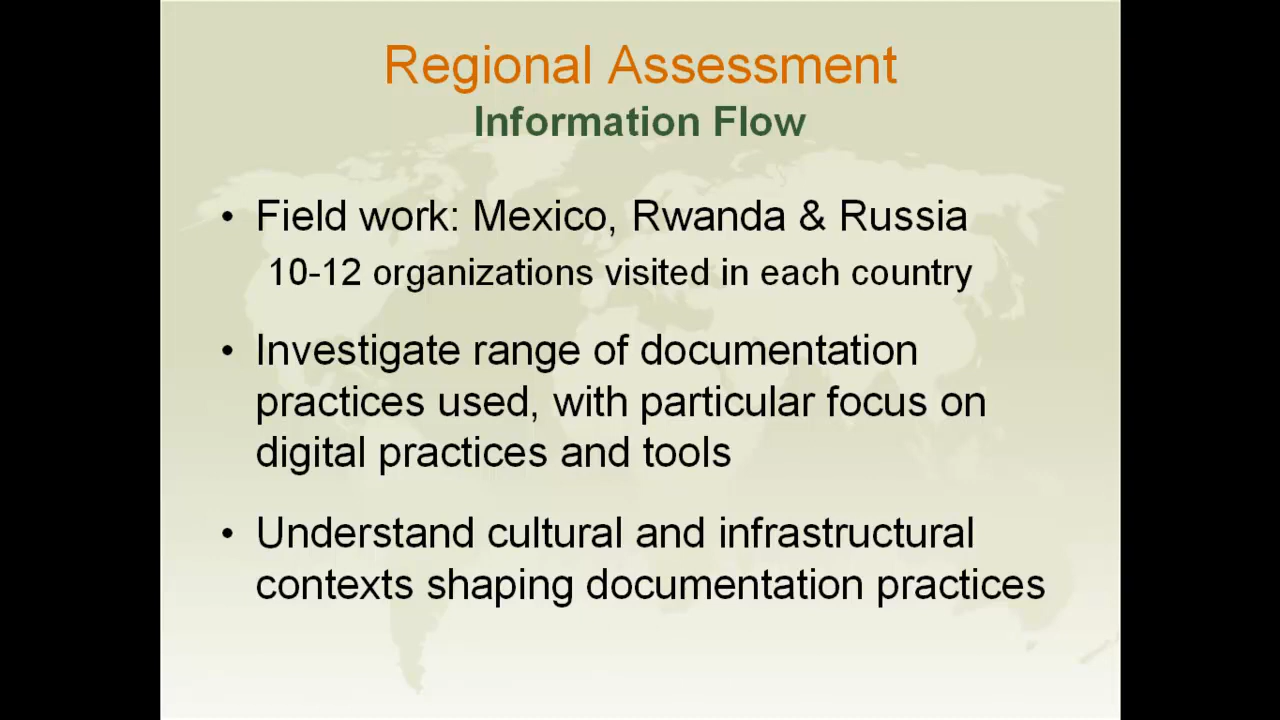 Regional Assessment
Information Flow
• Field work: Mexico, Rwanda & Russia
10-12 organizations visited in each country
• Investigate range of documentation
practices used, with particular focus on
digital practices and tools
• Understand cultural and infrastructural
contexts shaping documentation practices